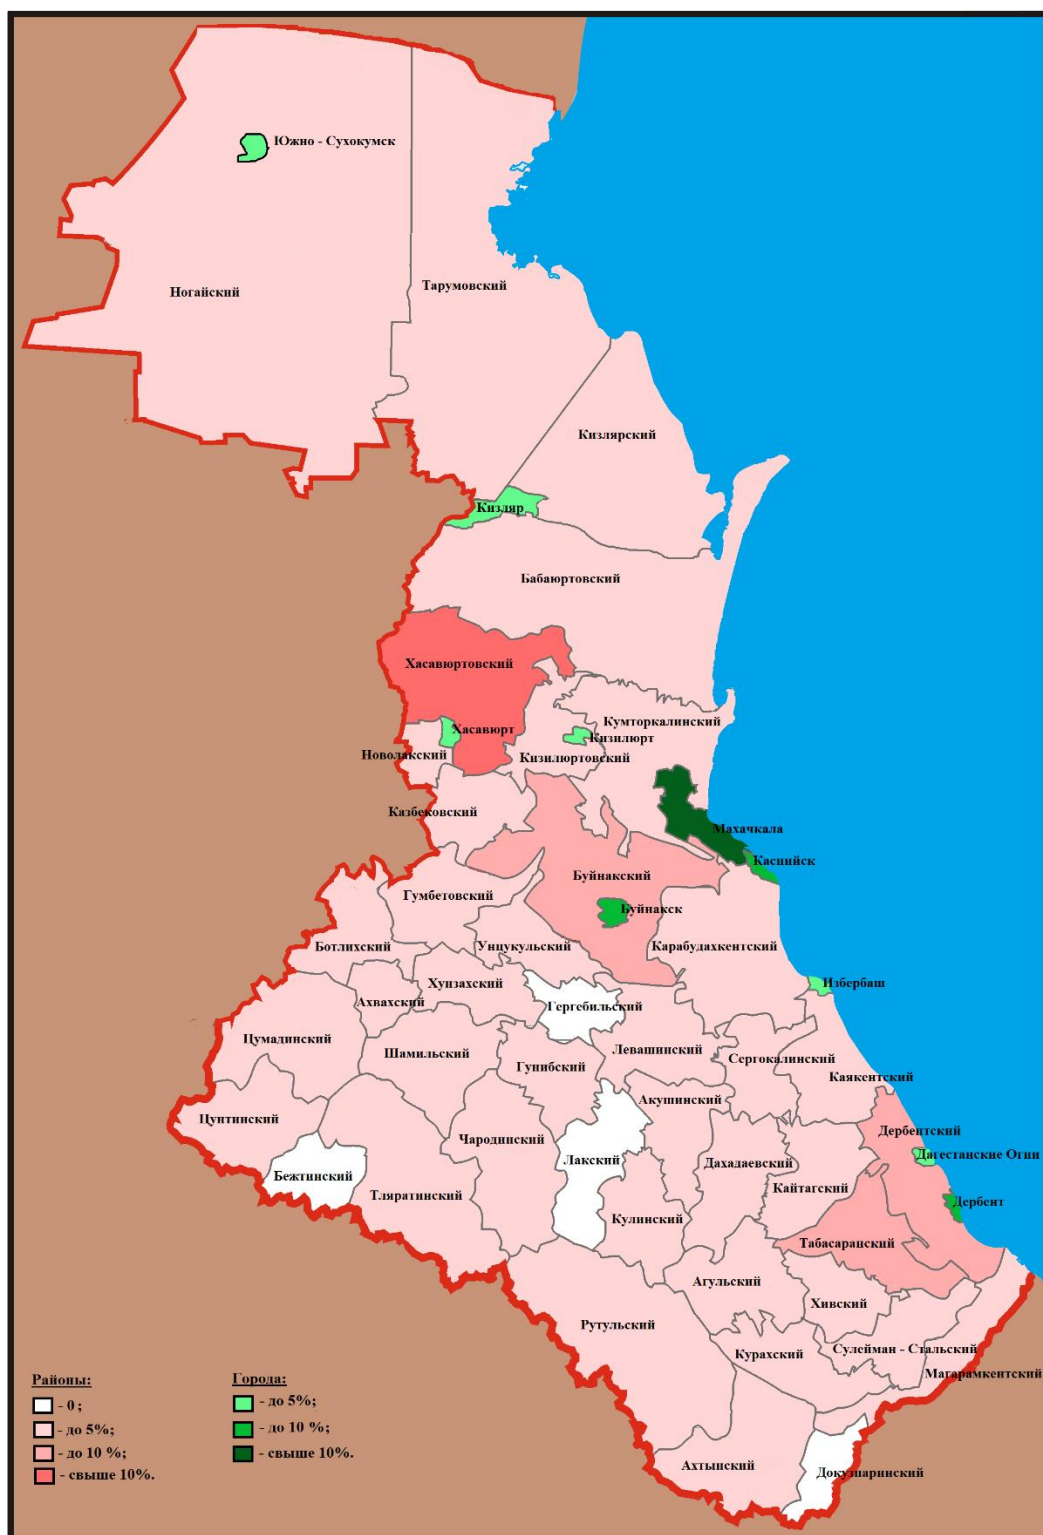 Южно - Сухокумск
Тарумовский
Ногайский
Кизлярский
Кизляр
Бабаюртовский
Хасавюртовский
Кумторкалинский
Хасавюрт
Кизилюрт
Новолакский
Кизилюртовский
Казбековский
Махачкала
Каспийск
Буйнакский
Гумбетовский
Буйнакск
Ботлихский
Унцукульский
Карабудахкентский
Хунзахский
Избербаш
Ахвахский
Гергебильский
Цумадинский
Шамильский
Левашинский
Сергокалинский
Гунибский
Каякентский
Акушинский
Цунтинский
Дербентский
Чародинский
Дагестанские Огни
Лакский
Дахадаевский
Бежтинский
Кайтагский
Тляратинский
Дербент
Кулинский
Табасаранский
Агульский
Хивский
Рутульский
Сулейман - Стальский
Курахский
Магарамкентский
Ахтынский
Докузпаринский
Районы:
- 0 ;
- до 5%;
- до 10 %;
- свыше 10%.
Города:
- до 5%;
- до 10 %;
- свыше 10%.